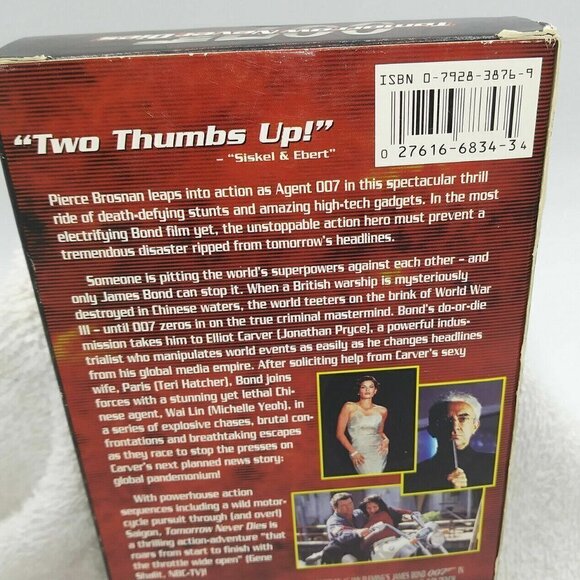 Tomorrow Never Dies
ISBN 0-7928-3876-9
0 27616-6834-3 4
“Two Thumbs Up!”
– “Siskel & Ebert”
Pierce Brosnan leaps into action as Agent 007 in this spectacular thrill
ride of death-defying stunts and amazing high-tech gadgets. In the most
electrifying Bond film yet, the unstoppable action hero must prevent a
tremendous disaster ripped from tomorrow's headlines.
Someone is pitting the world's superpowers against each other – and
only James Bond can stop it. When a British warship is mysteriously
destroyed in Chinese waters, the world teeters on the brink of World War
III – until 007 zeros in on the true criminal mastermind. Bond's do-or-die
mission takes him to Elliot Carver (Jonathan Pryce), a powerful indus-
trialist who manipulates world events as easily as he changes headlines
from his global media empire. After soliciting help from Carver's sexy
wife, Paris (Teri Hatcher), Bond joins
forces with a stunning yet lethal Chi-
nese agent, Wai Lin (Michelle Yeoh), in
a series of explosive chases, brutal con-
frontations and breathtaking escapes
as they race to stop the presses on
Carver's next planned news story:
global pandemonium!
With powerhouse action
sequences including a wild motor-
cycle pursuit through (and over!)
Saigon, Tomorrow Never Dies is
a thrilling action-adventure “that
roars from start to finish with
the throttle wide open” (Gene
Shalit, NBC-TV)!
JAMES BOND 007 IN